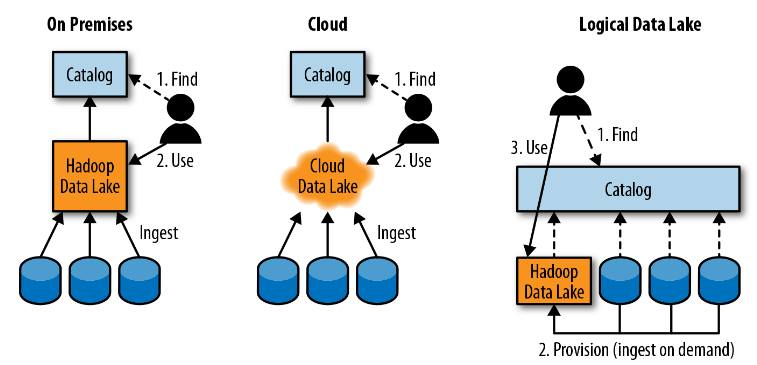 On Premises
Catalog
1. Find
Hadoop
Data Lake
2. Use
Ingest
Cloud
Catalog
1. Find
Cloud
Data Lake
2. Use
Ingest
Logical Data Lake
1. Find
3. Use
Catalog
Hadoop
Data Lake
2. Provision (ingest on demand)